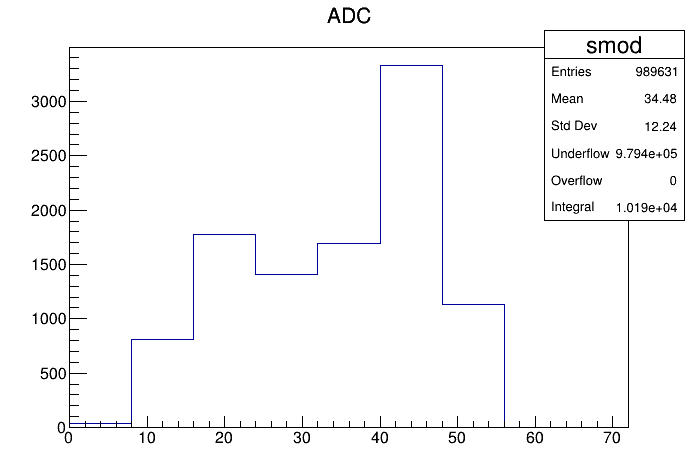 ADC
smod
Entries 989631
Mean 34.48
Std Dev 12.24
Underflow 9.794e+05
Overflow 0
Integral 1.019e+04
3000
2500
2000
1500
1000
500
0
0 10 20 30 40 50 60 70